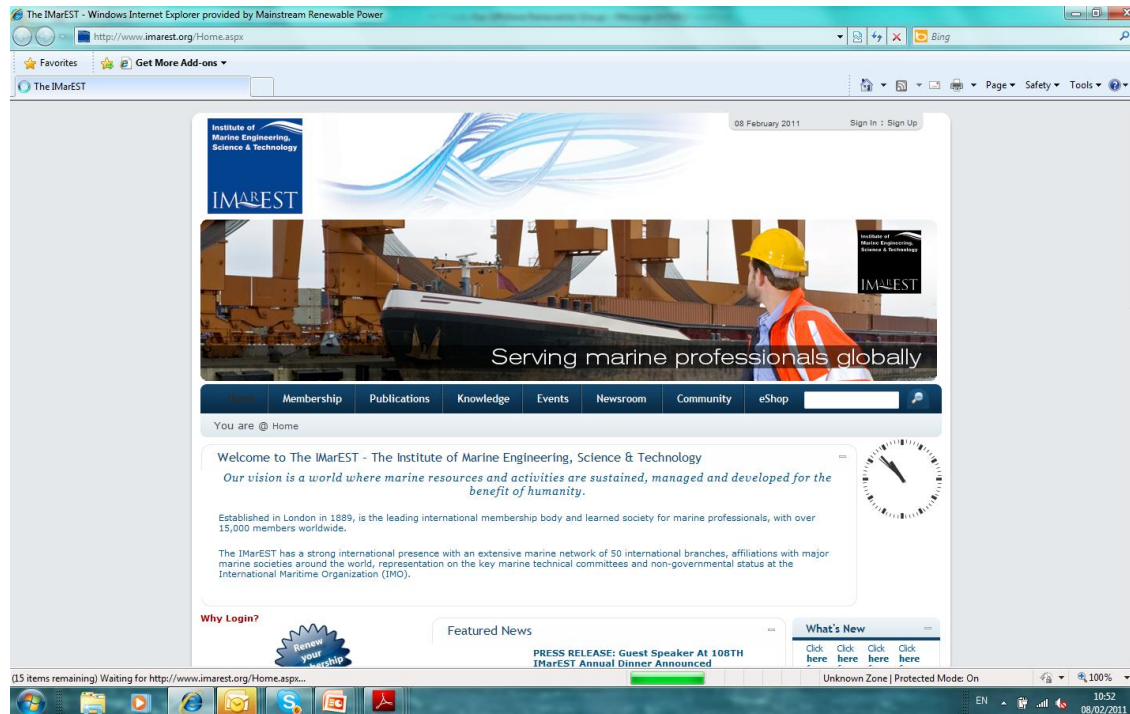 The IMarEST - Windows Internet Explorer provided by Mainstream Renewable Power
http://www.imarest.org/Home.aspx
Bing
Favorites Get More Add-ons
The IMarEST
Page Safety Tools
Institute of
Marine Engineering,
Science & Technology
IMAREST
08 February 2011 Sign In : Sign Up
Institute of
Marine Engineering,
Science & Technology
IMAREST
Serving marine professionals globally
Home Membership Publications Knowledge Events Newsroom Community eShop
You are @ Home
Welcome to The IMarEST - The Institute of Marine Engineering, Science & Technology
Our vision is a world where marine resources and activities are sustained, managed and developed for the
benefit of humanity.
Established in London in 1889, is the leading international membership body and learned society for marine professionals, with over
15,000 members worldwide.
The IMarEST has a strong international presence with an extensive marine network of 50 international branches, affiliations with major
marine societies around the world, representation on the key marine technical committees and non-governmental status at the
International Maritime Organization (IMO).
Why Login?
Renew
your
Featured News
PRESS RELEASE: Guest Speaker At 108TH
IMarEST Annual Dinner Announced
What's New
Click Click Click Click
here here here here
(15 items remaining) Waiting for http://www.imarest.org/Home.aspx...
Unknown Zone | Protected Mode: On
100%
EN
10:52
08/02/2011